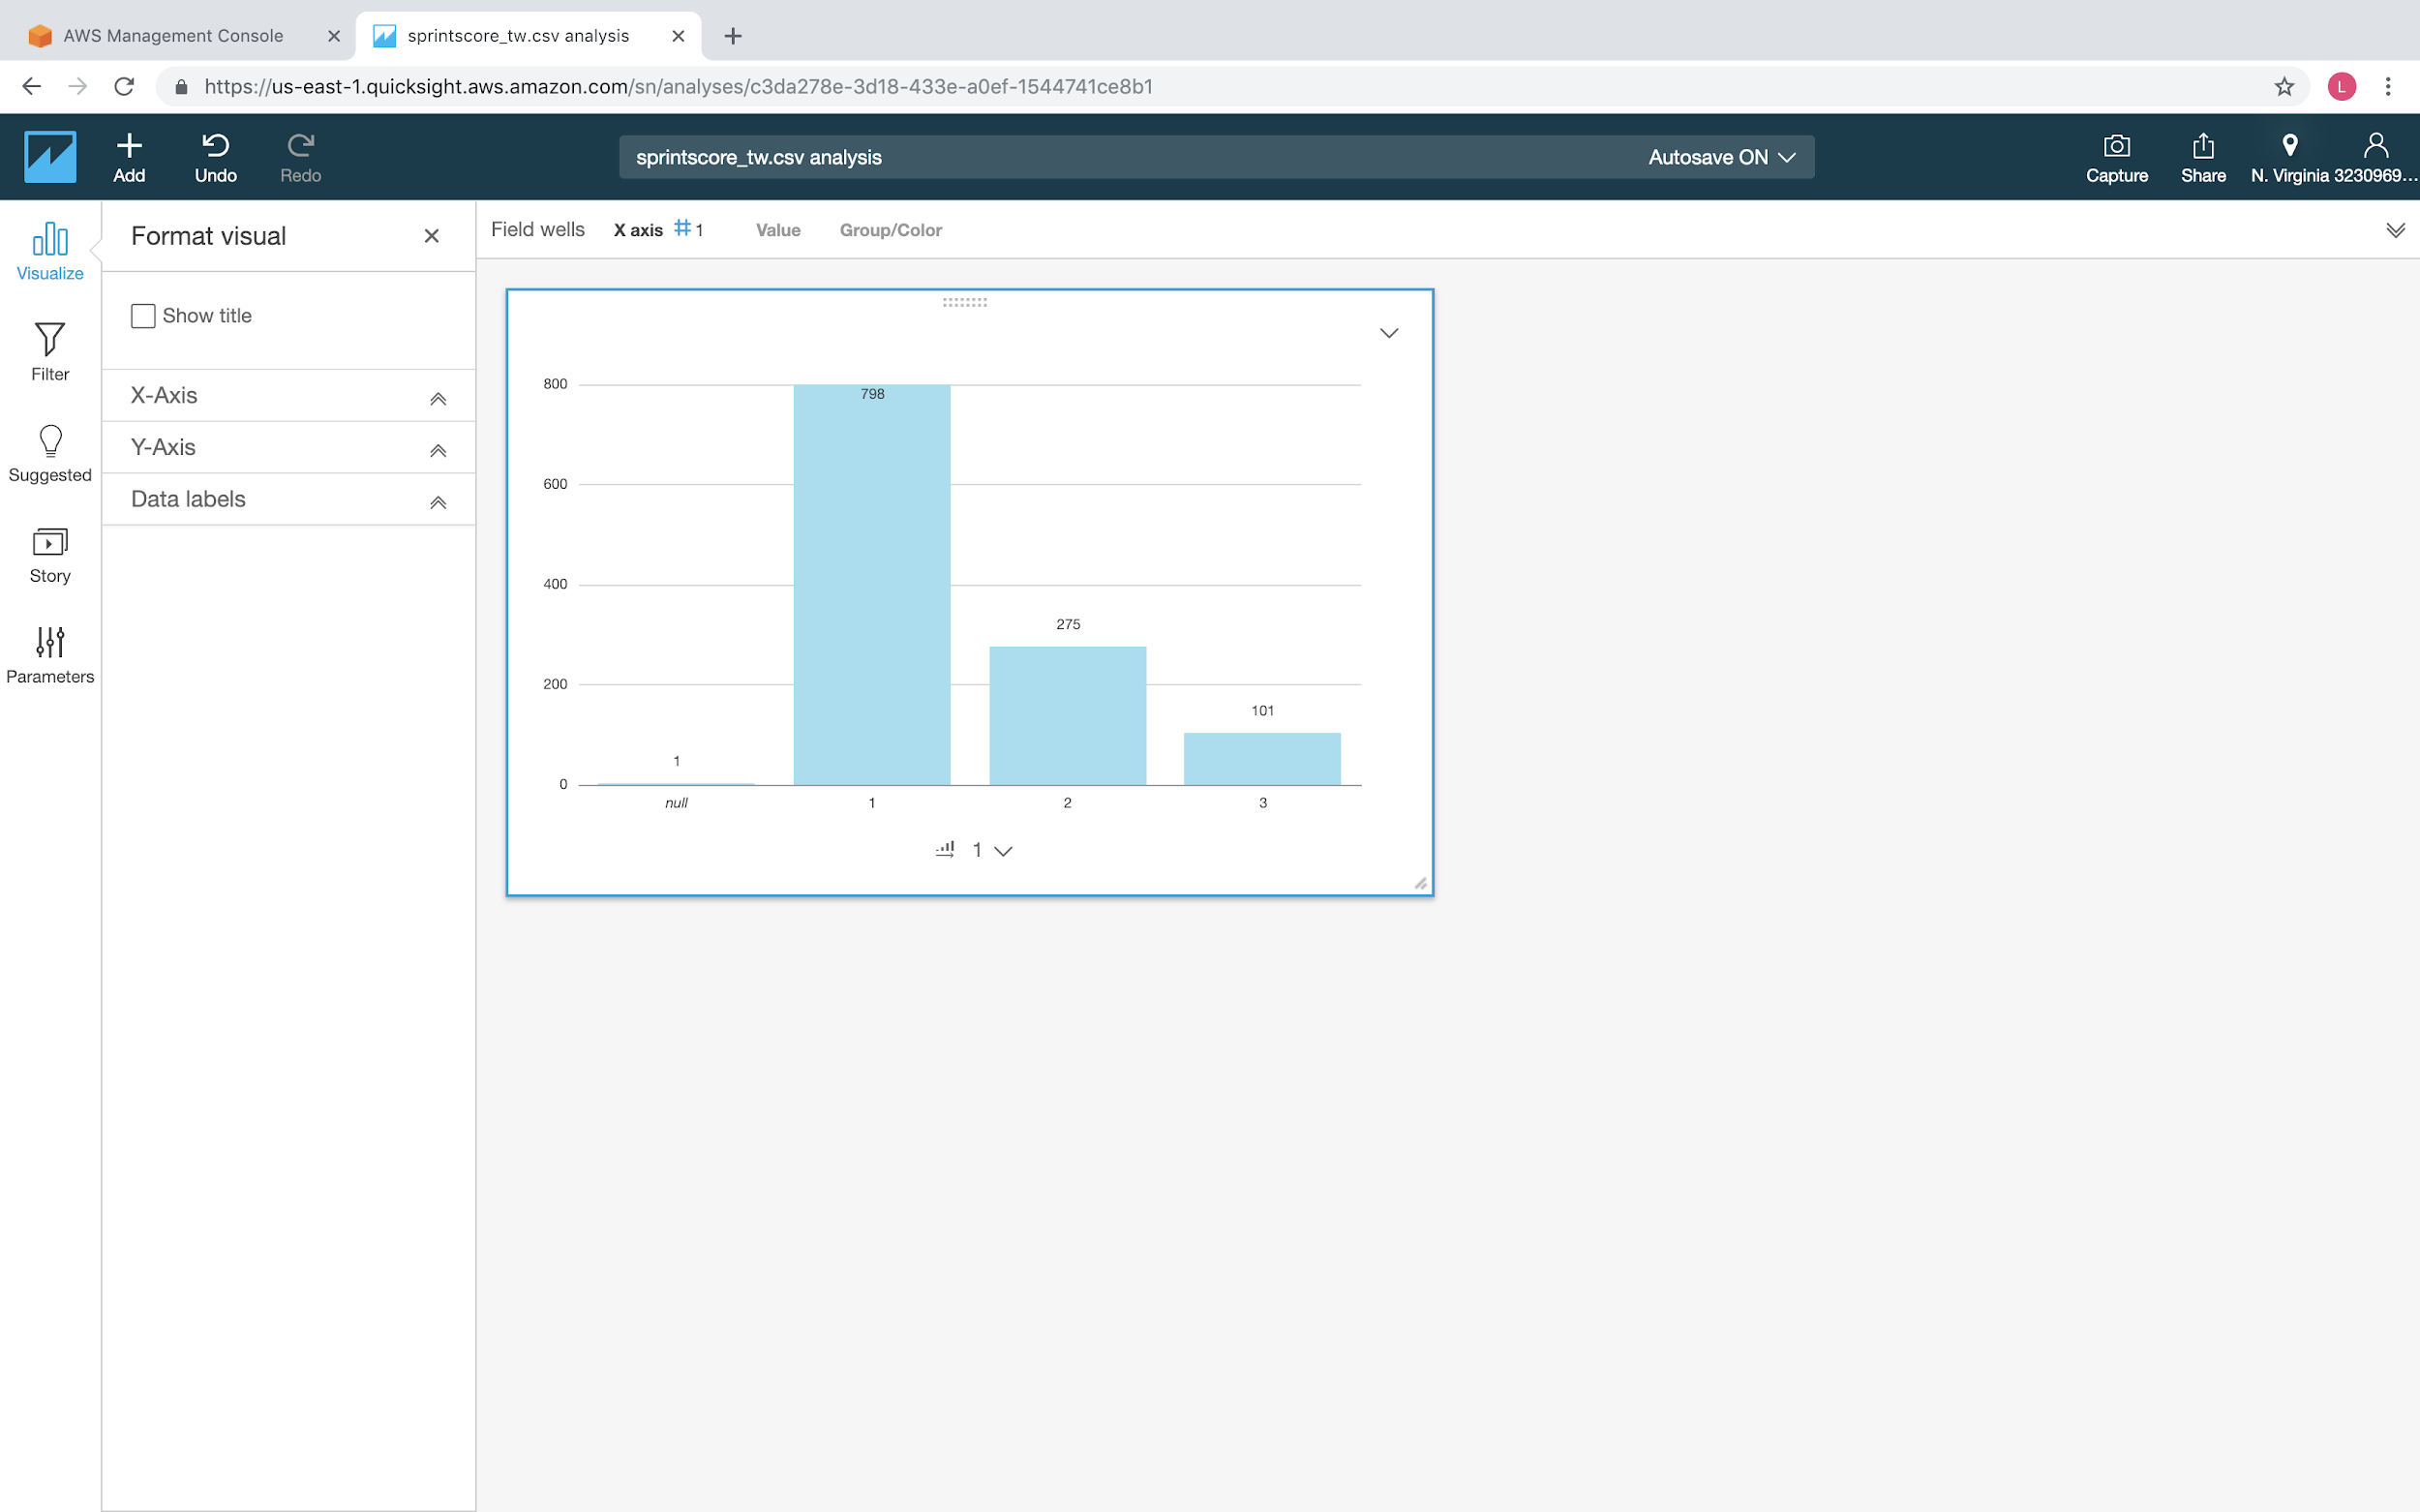 AWS Management Console
sprintscore_tw.csv analysis
https://us-east-1.quicksight.aws.amazon.com/sn/analyses/c3da278e-3d18-433e-a0ef-1544741ce8b1
L
Add
Undo
Redo
sprintscore_tw.csv analysis
Autosave ON
Capture
Share
N. Virginia
3230969...
Visualize
Filter
Suggested
Story
Parameters
Format visual
Show title
X-Axis
Y-Axis
Data labels
Field wells X axis # 1 Value Group/Color
800
600
400
200
0
1
798
275
101
null 1 2 3
1